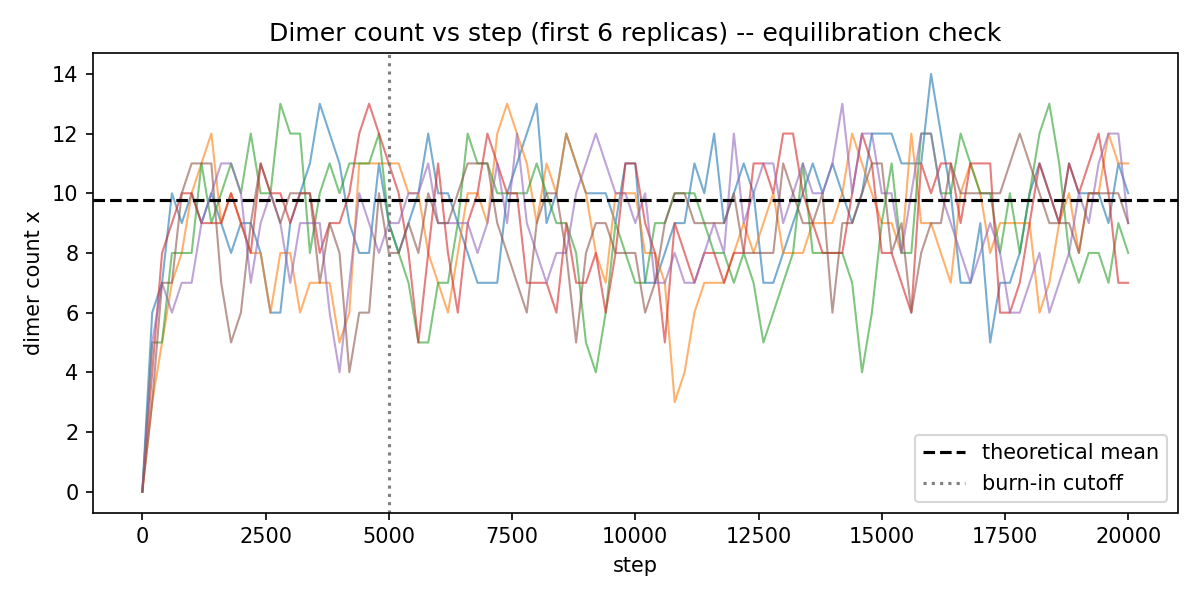 Dimer count vs step (first 6 replicas) -- equilibration check
dimer count x
14
12
10
8
6
4
2
0
theoretical mean
burn-in cutoff
0 2500 5000 7500 10000 12500 15000 17500 20000
step